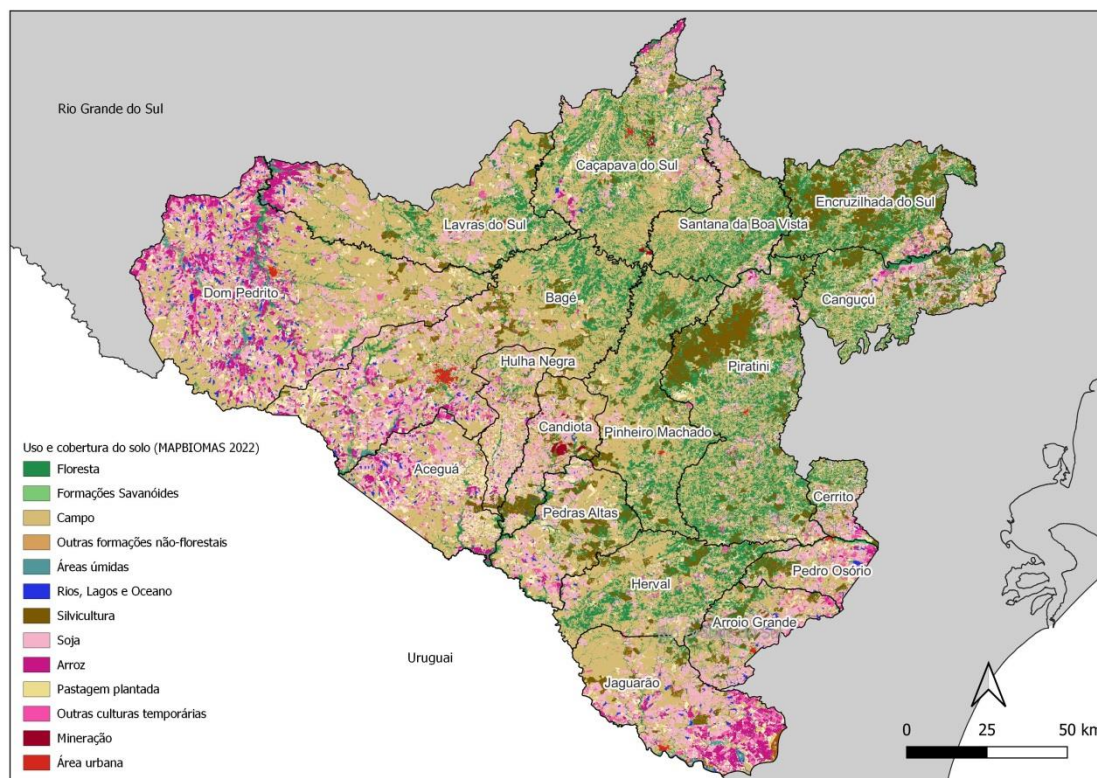 Rio Grande do Sul
Caçapava do Sul
Encruzilhada do Sul
Lavras do Sul
Santana da Boa Vista
Dom Pedrito
Bagé
Canguçú
Hulha Negra
Piratini
Candiota
Pinheiro Machado
Aceguá
Cerrito
Pedras Altas
Pedro Osório
Herval
Arroio Grande
Uruguai
Jaguarão
Uso e cobertura do solo (MAPBIOMAS 2022)
Floresta
Formações Savanóides
Campo
Outras formações não-florestais
Áreas úmidas
Rios, Lagos e Oceano
Silvicultura
Soja
Arroz
Pastagem plantada
Outras culturas temporárias
Mineração
Área urbana
0 25 50 km